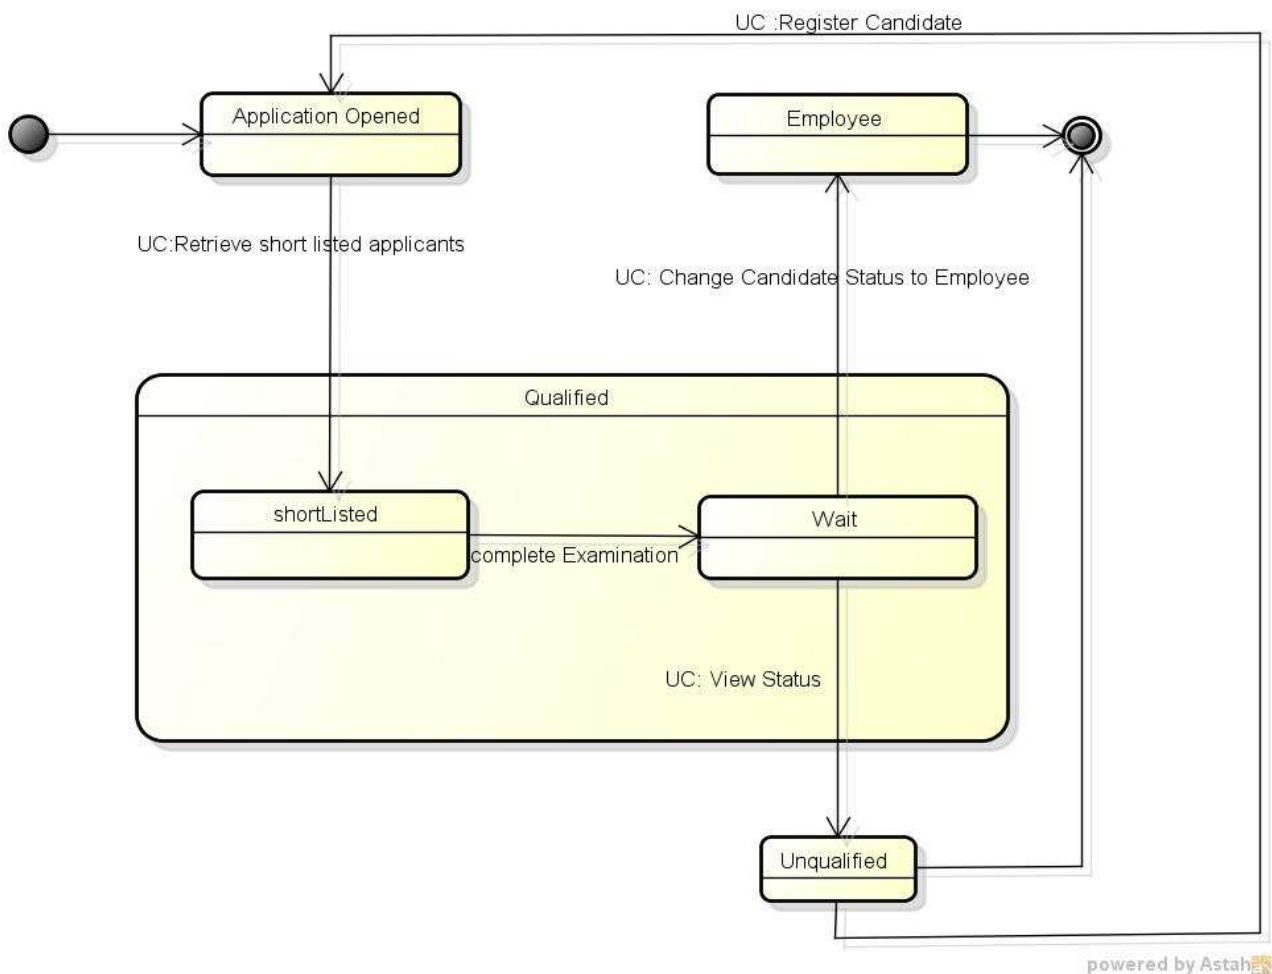 UC :Register Candidate
Application Opened
Employee
UC:Retrieve short listed applicants
UC: Change Candidate Status to Employee
Qualified
shortListed
Wait
complete Examination
UC: View Status
Unqualified
powered by Astah